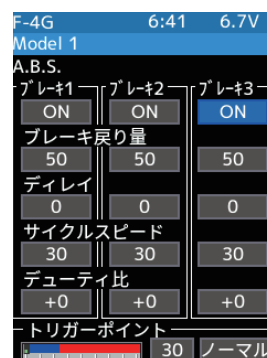 F-4G 6:41 6.7V
Model 1
A.B.S.
ﾌﾞﾚｰｷ1 ﾌﾞﾚｰｷ2 ﾌﾞﾚｰｷ3
ON ON ON
ブレーキ戻り量
50 50 50
ディレイ
0 0 0
サイクルスピード
30 30 30
デューティ比
+0 +0 +0
トリガーポイント
30 ノーマル